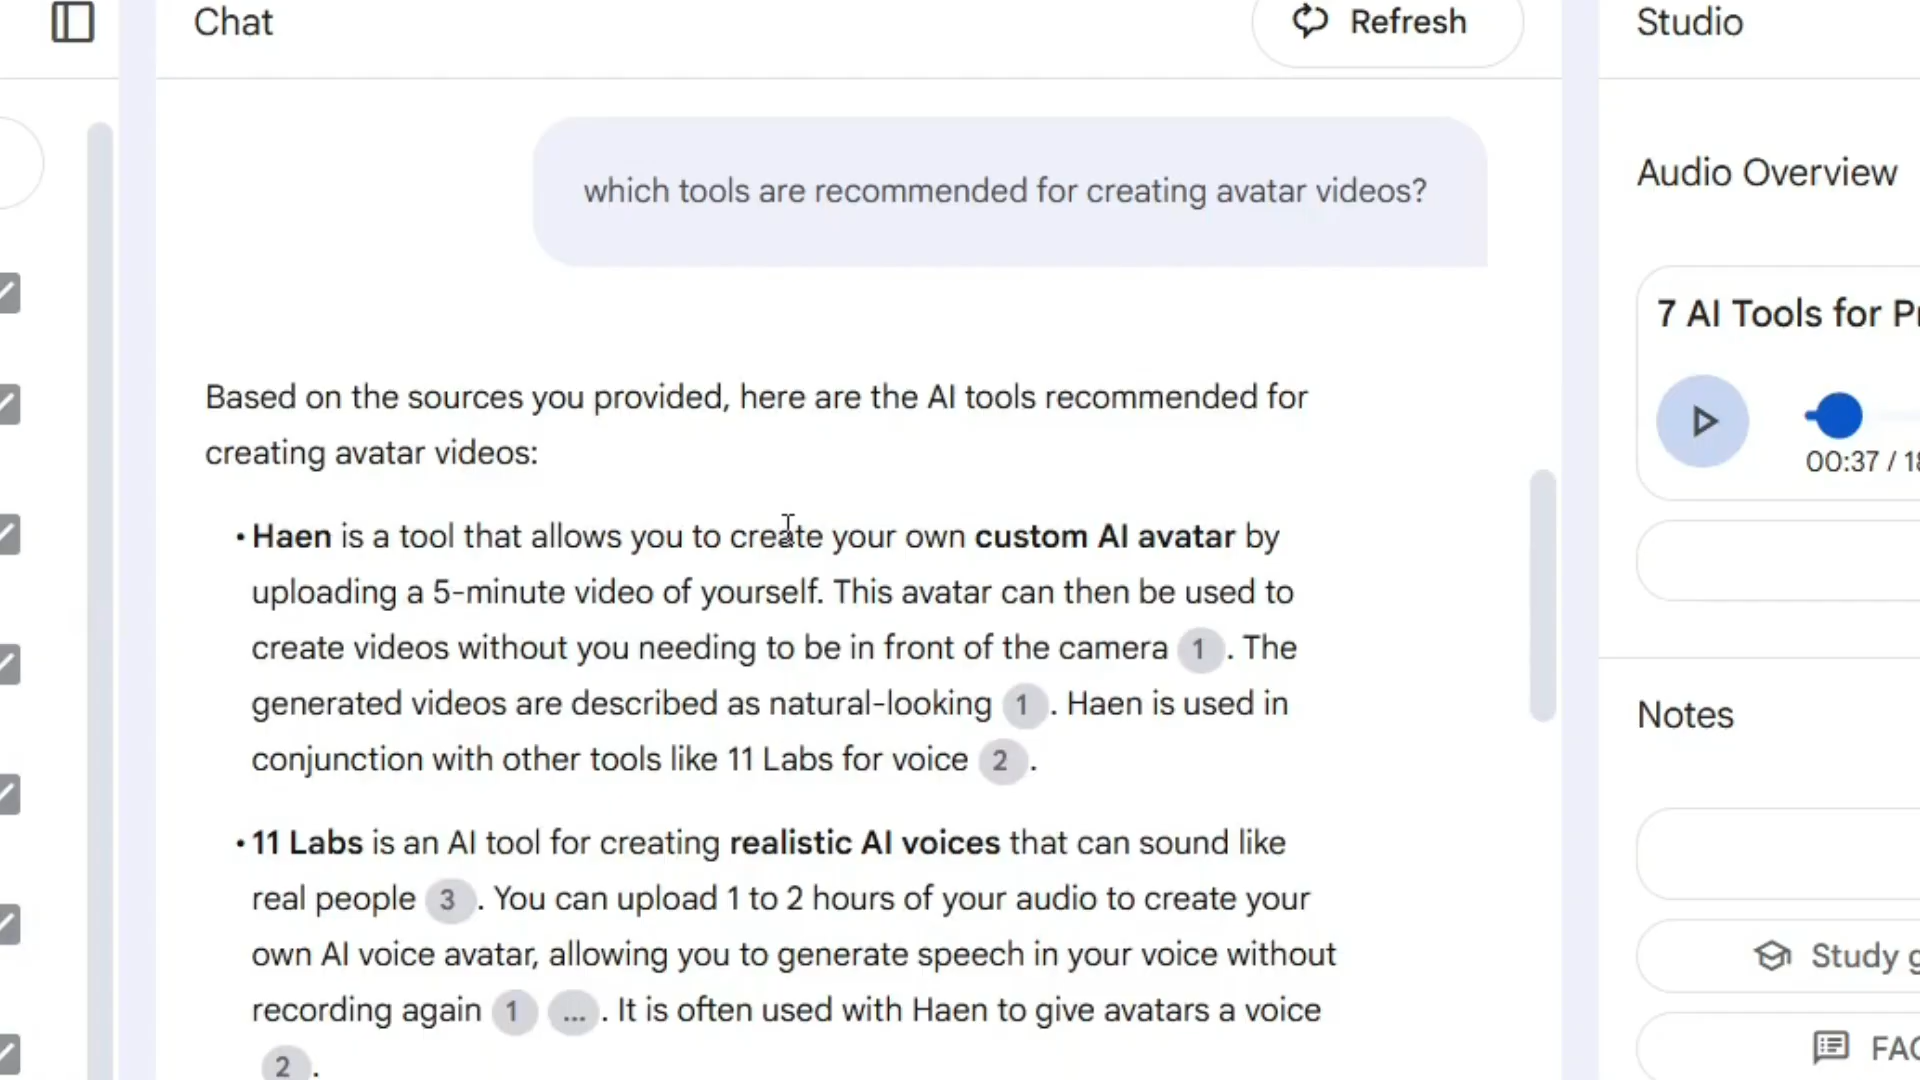 Chat
Refresh
Studio
which tools are recommended for creating avatar videos?
Based on the sources you provided, here are the AI tools recommended for
creating avatar videos:
• Haen is a tool that allows you to create your own custom AI avatar by
uploading a 5-minute video of yourself. This avatar can then be used to
create videos without you needing to be in front of the camera 1 . The
generated videos are described as natural-looking 1 . Haen is used in
conjunction with other tools like 11 Labs for voice 2 .
• 11 Labs is an AI tool for creating realistic AI voices that can sound like
real people 3 . You can upload 1 to 2 hours of your audio to create your
own AI voice avatar, allowing you to generate speech in your voice without
recording again 1 ... . It is often used with Haen to give avatars a voice
2 .
Audio Overview
7 AI Tools for
00:37 /
Notes
Study